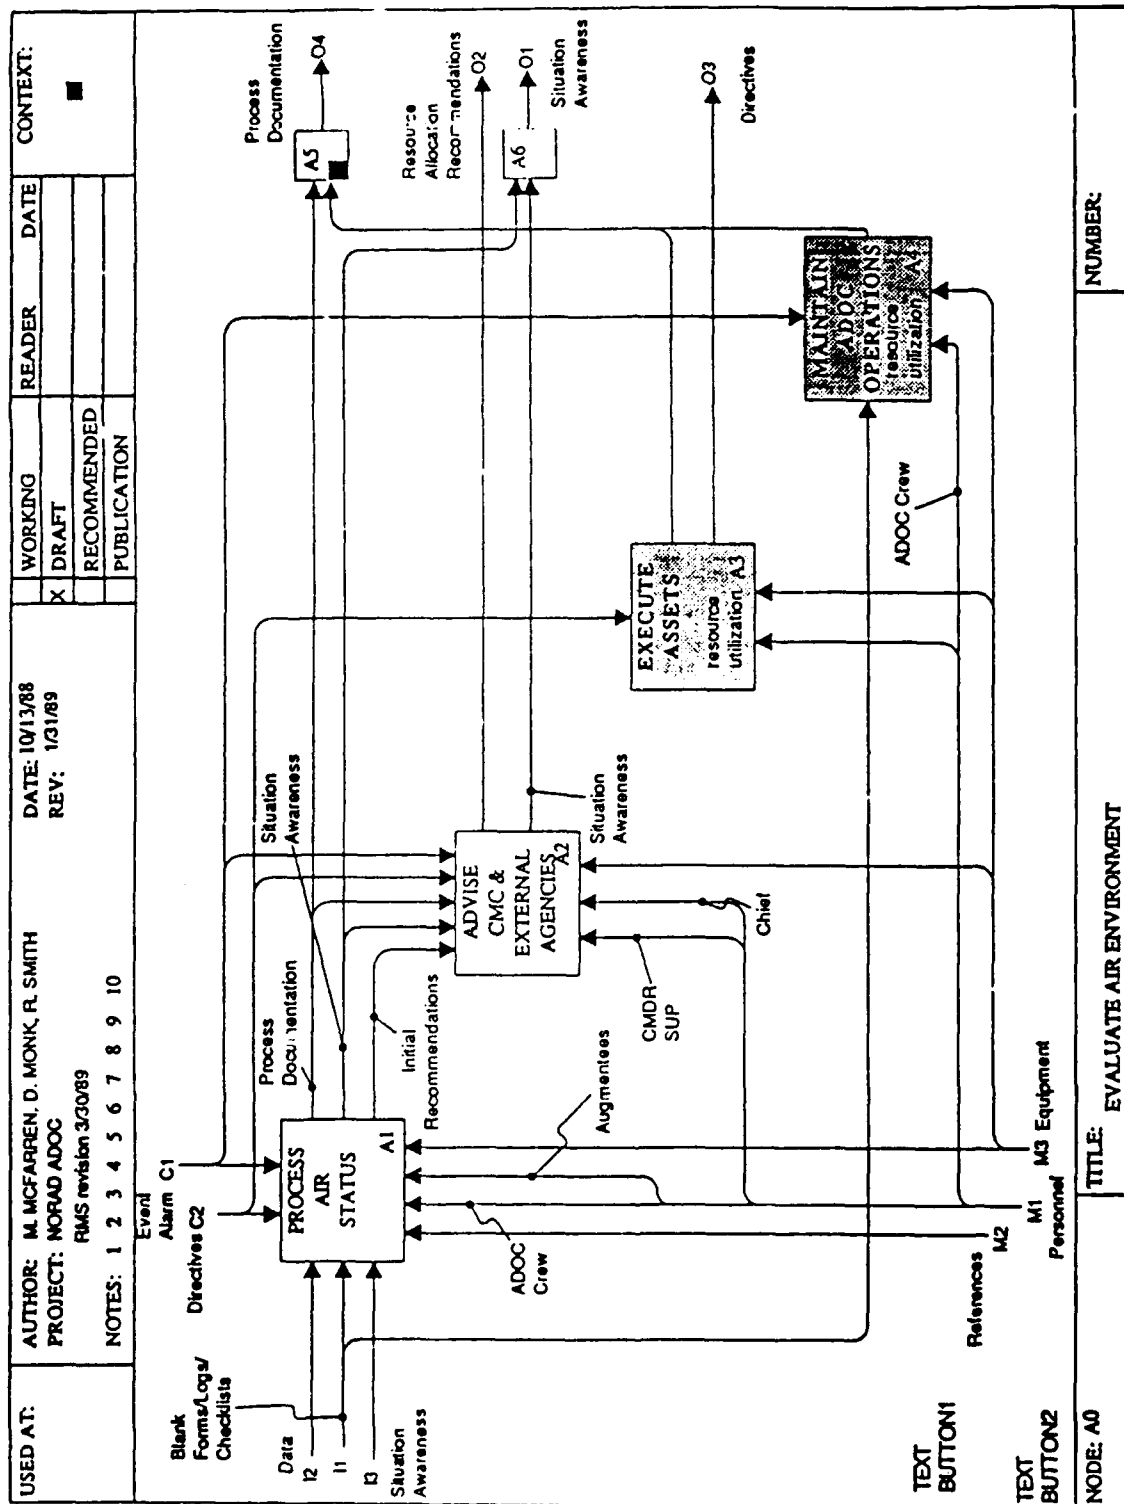 USED AT:
AUTHOR: M. MCFARREN, D. MONK, R. SMITH
PROJECT: NORAD ADOC
RMS revision 3/30/89
NOTES: 1 2 3 4 5 6 7 8 9 10
DATE: 10/13/88
REV: 1/31/89
WORKING
X DRAFT
RECOMMENDED
PUBLICATION
READER DATE
CONTEXT:
Event
Alarm C1
Directives C2
Blank
Forms/Logs/
Checklists
Data
I2
I1
I3
Situation
Awareness
PROCESS
AIR
STATUS
A1
Process
Documentation
Situation
Awareness
Initial
Recommendations
ADOC
Crew
Augmentees
ADVISE
CMC &
EXTERNAL
AGENCIES
A2
CMDR
SUP
Chief
Situation
Awareness
EXECUTE
ASSETS
resource
utilization A3
MAINTAIN
ADOC
OPERATIONS
resource
utilization A4
ADOC Crew
A5
Process
Documentation
O4
Resource
Allocation
Recommendations
O2
A6
O1
Situation
Awareness
O3
Directives
References
M2
M1
Personnel
M3 Equipment
TEXT
BUTTON1
TEXT
BUTTON2
NODE: A0
TITLE: EVALUATE AIR ENVIRONMENT
NUMBER: